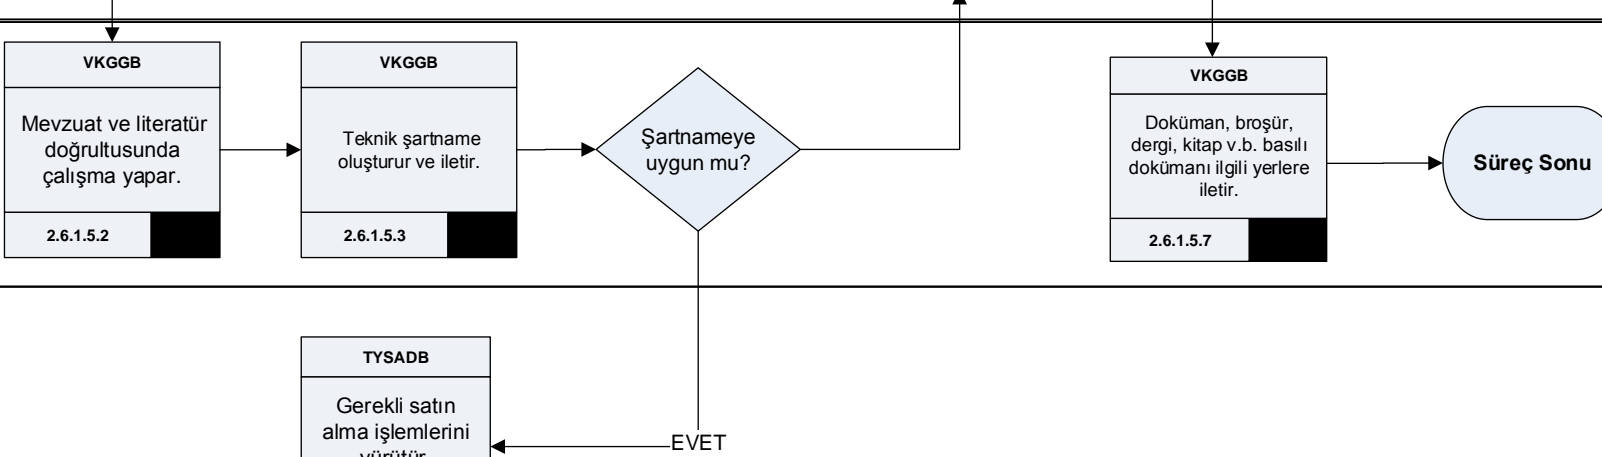 VKGGB
Mevzuat ve literatür
doğrultusunda
çalışma yapar.
2.6.1.5.2
VKGGB
Teknik şartname
oluşturur ve iletir.
2.6.1.5.3
Şartnameye
uygun mu?
VKGGB
Doküman, broşür,
dergi, kitap v.b. basılı
dokümanı ilgili yerlere
iletir.
2.6.1.5.7
Süreç Sonu
TYSADB
Gerekli satın
alma işlemlerini
yürütür
EVET